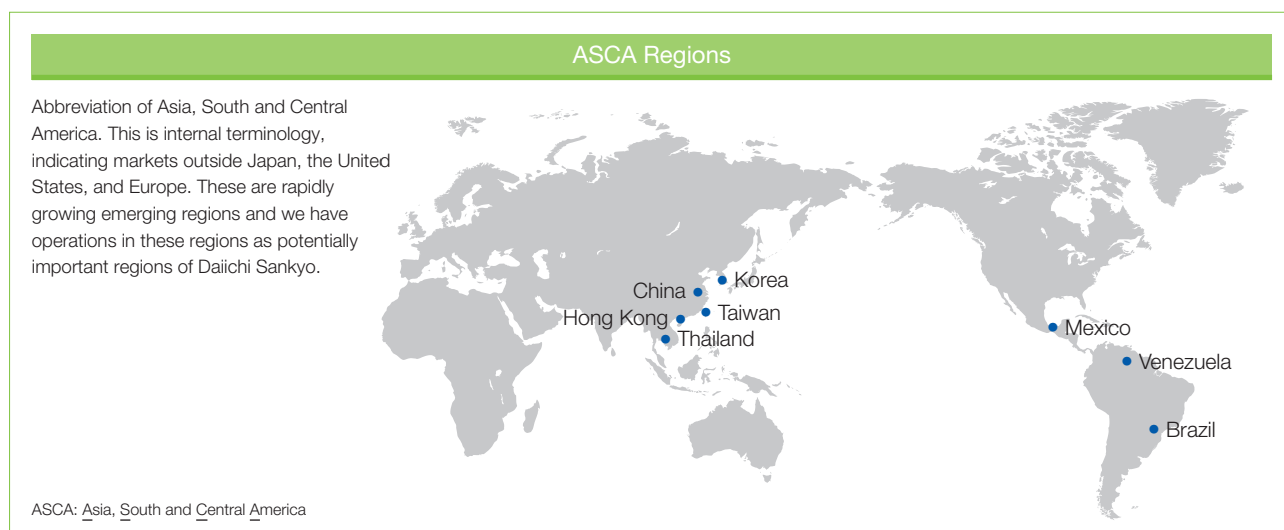 ASCA Regions
Abbreviation of Asia, South and Central
America. This is internal terminology,
indicating markets outside Japan, the United
States, and Europe. These are rapidly
growing emerging regions and we have
operations in these regions as potentially
important regions of Daiichi Sankyo.
Korea
China
Taiwan
Hong Kong
Thailand
Mexico
Venezuela
Brazil
ASCA: Asia, South and Central America